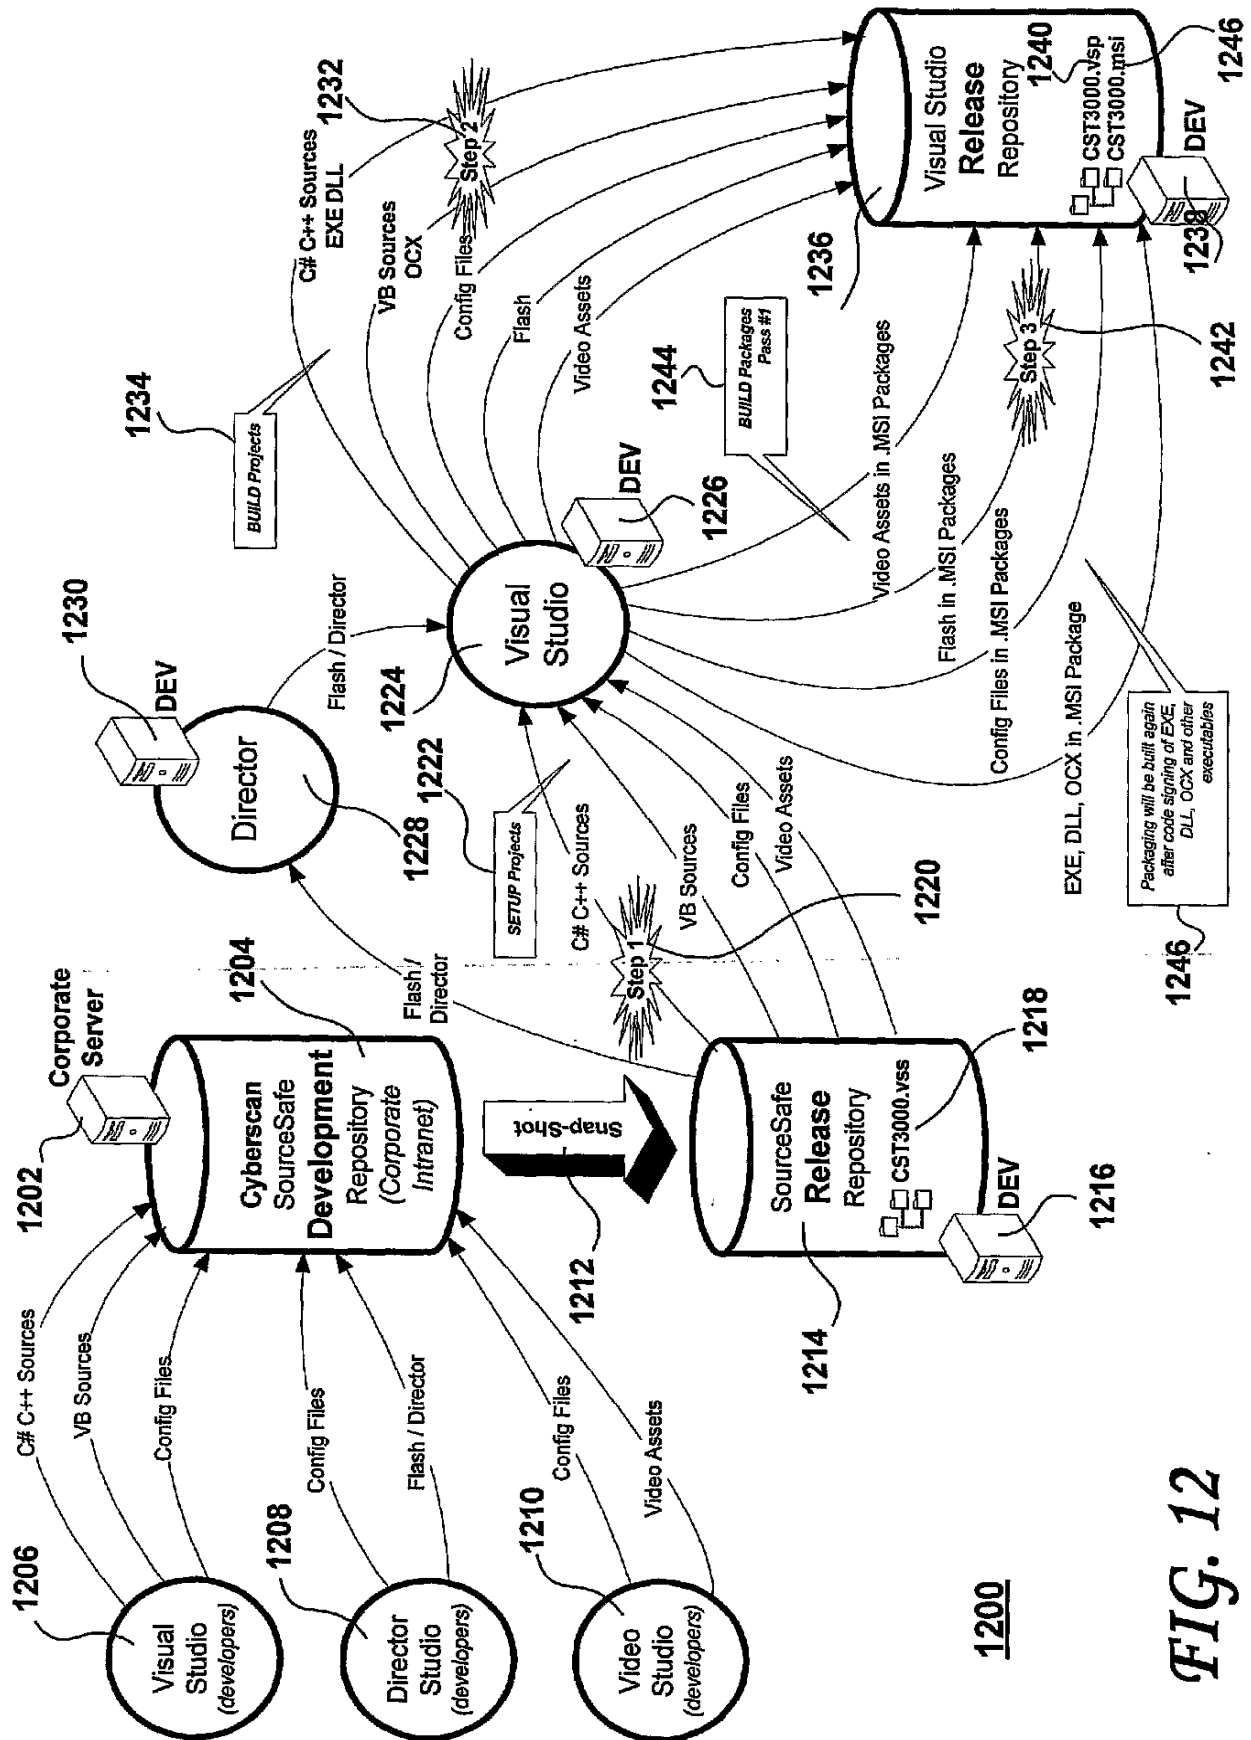 1202
Corporate
Server
1204
Cyberscan
SourceSafe
Development
Repository
(Corporate
Intranet)
1206
Visual
Studio
(developers)
C# C++ Sources
VB Sources
Config Files
1208
Director
Studio
(developers)
Config Files
Flash / Director
1210
Video
Studio
(developers)
Config Files
Video Assets
1212
Snap-Shot
1214
SourceSafe
Release
Repository
CST3000.vss
1218
DEV
1216
Flash /
Director
Step 1
1220
C# C++ Sources
VB Sources
Config Files
Video Assets
SETUP Projects
1222
Director
1228
DEV
1230
Flash / Director
1224
Visual
Studio
DEV
1226
BUILD Projects
1234
C# C++ Sources
EXE DLL
VB Sources
OCX
Config Files
Flash
Video Assets
Step 2
1232
BUILD Packages
Pass #1
1244
Video Assets in .MSI Packages
Flash in .MSI Packages
Config Files in .MSI Packages
EXE, DLL, OCX in .MSI Package
Step 3
1242
Packaging will be built again
after code signing of EXE,
DLL, OCX and other
executables
1246
1236
Visual Studio
Release
Repository
1240
CST3000.vsp
CST3000.msi
1246
DEV
1238
1200
FIG. 12